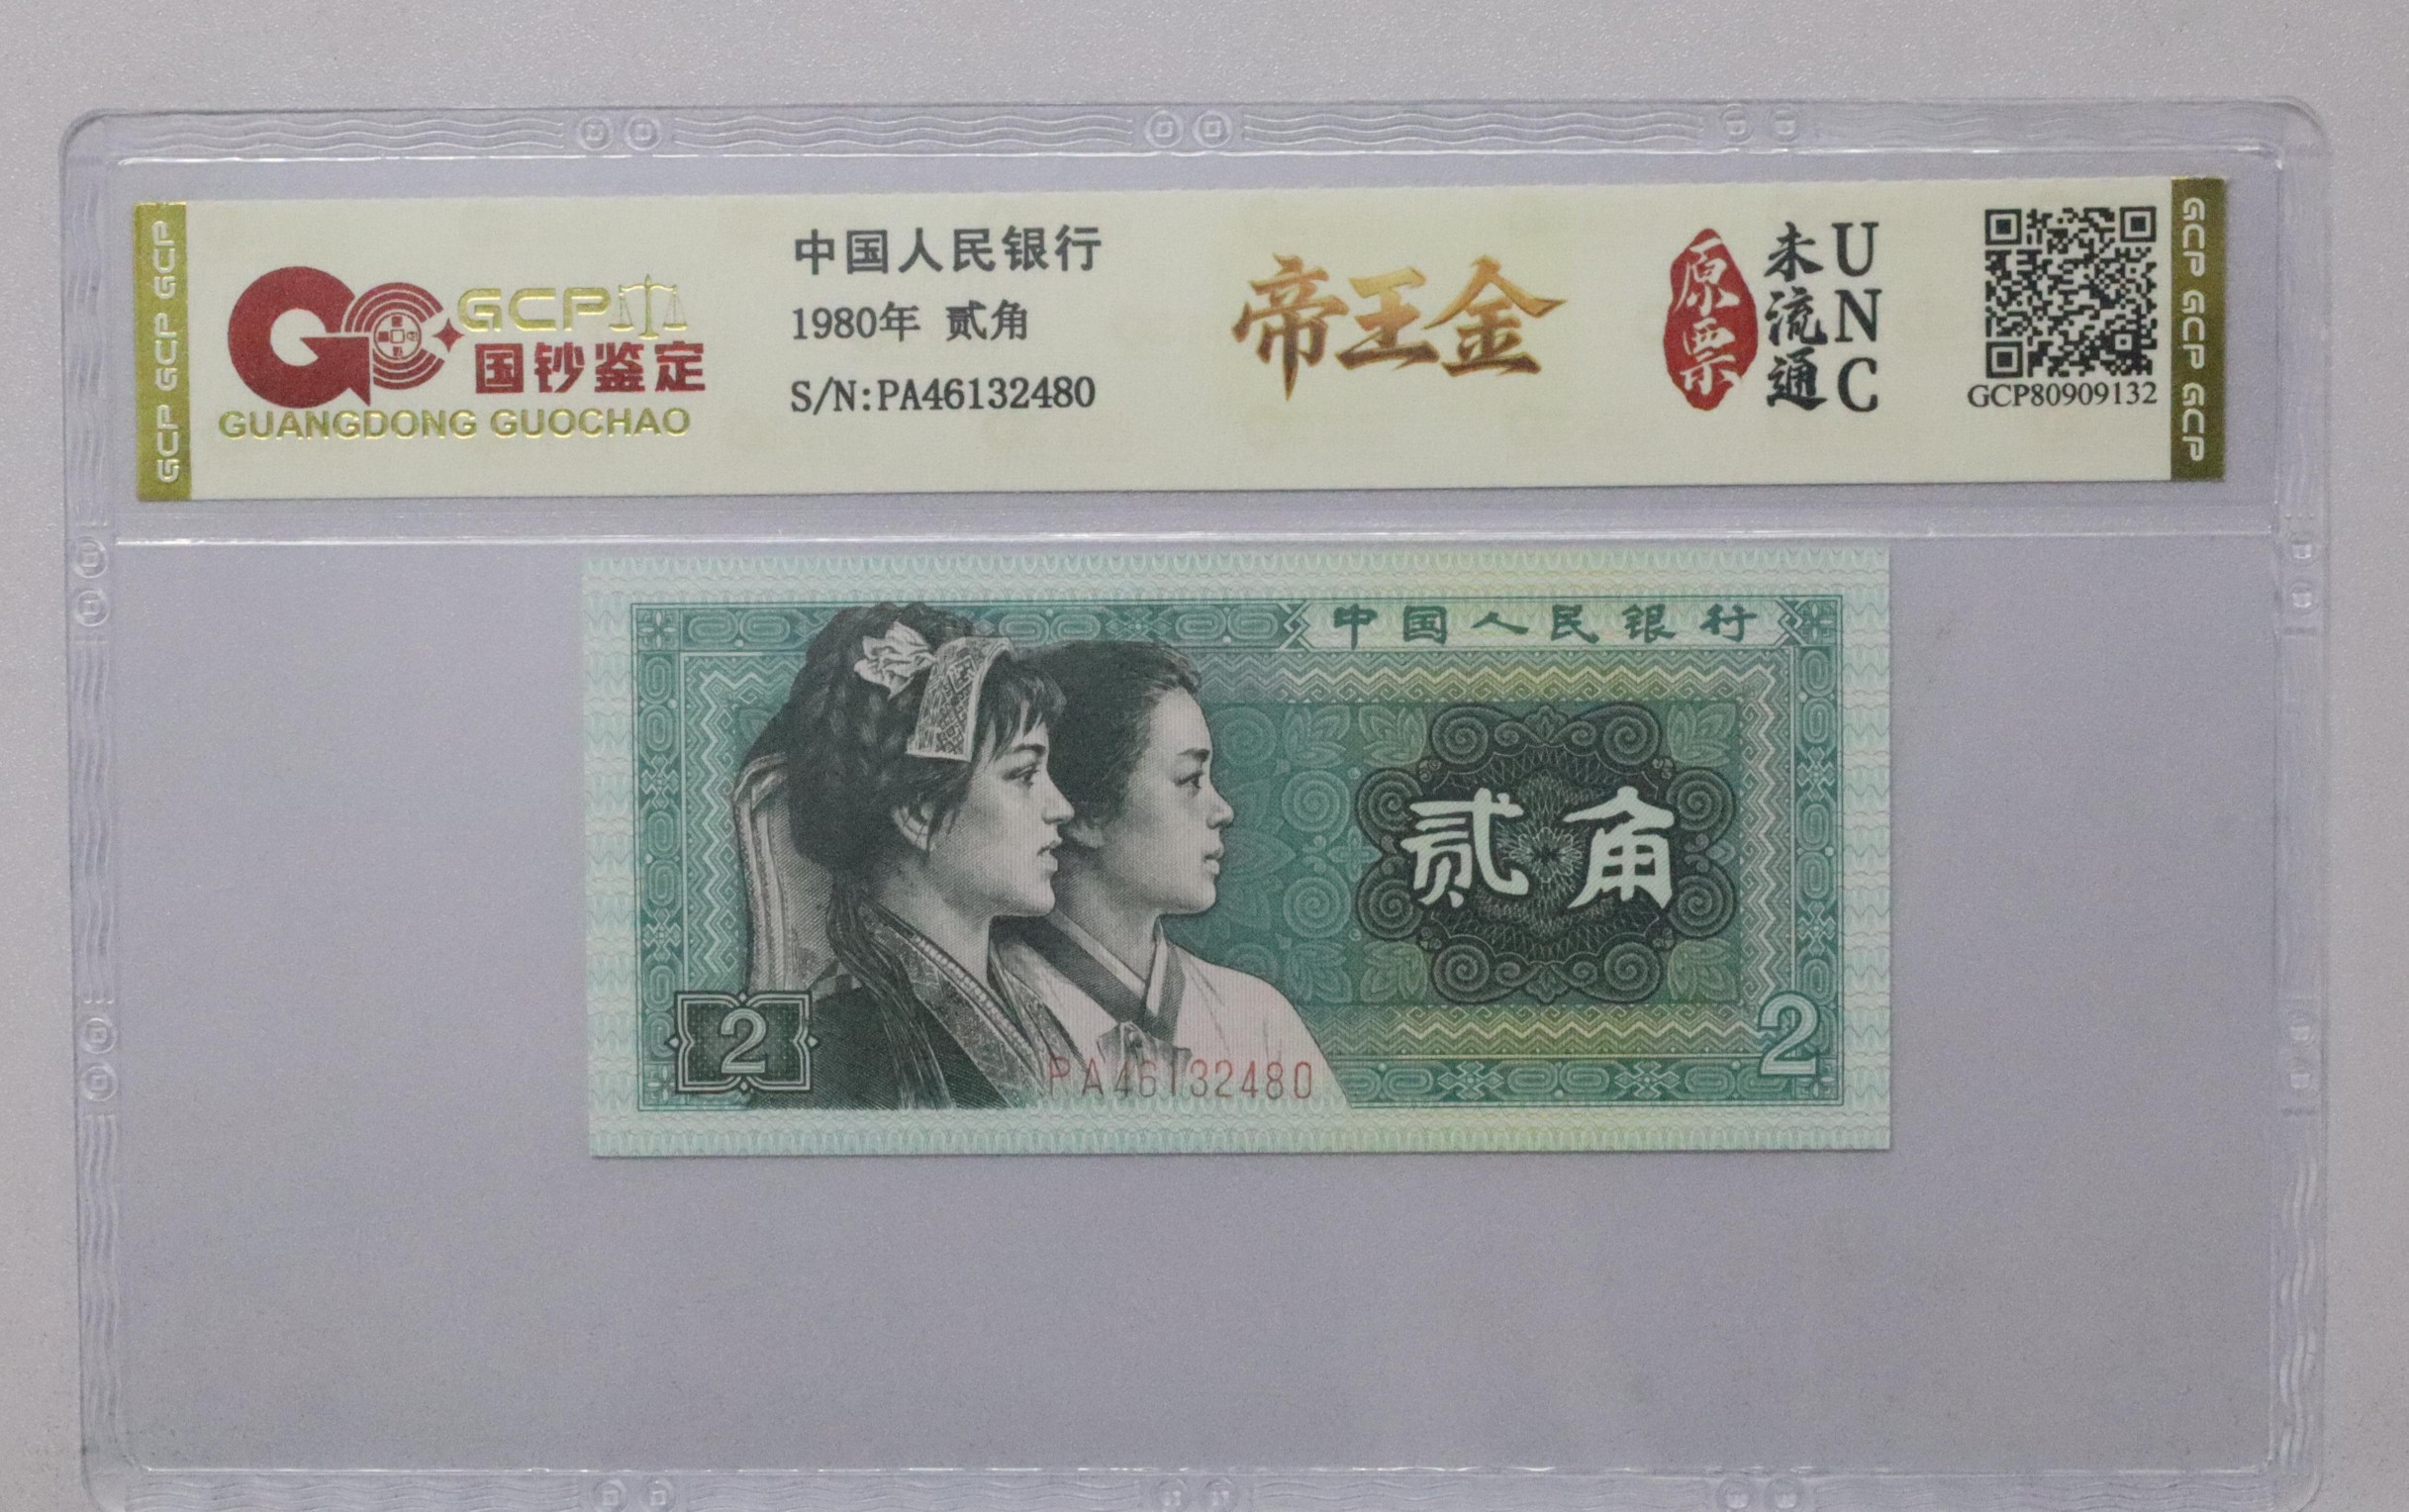 GCP GCP GCP
GCP
国钞鉴定
GUANGDONG GUOCHAO
中国人民银行
1980年 贰角
S/N:PA46132480
帝王金
原票
未流通
UNC
GCP80909132
GCP GCP GCP
中国人民银行
贰角
2
2
PA46132480